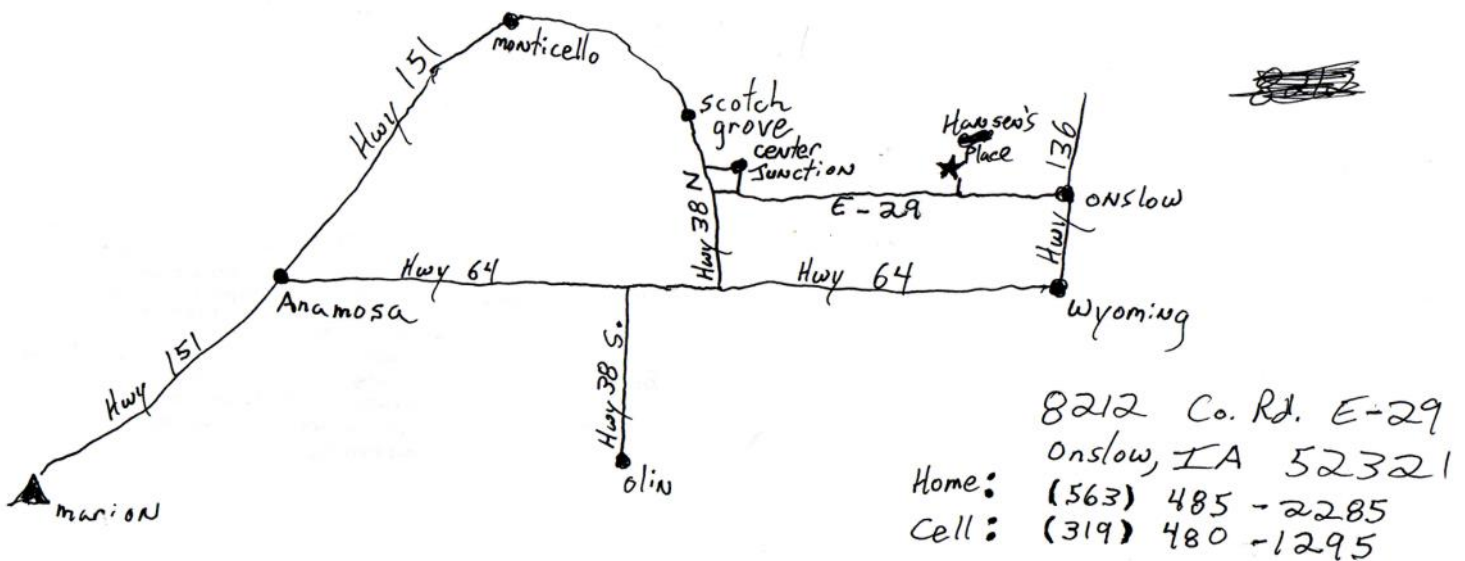 monticello
Hwy 151
scotch
grove
center
Junction
Hansen's
Place
Hwy 136
Onslow
E-29
Hwy 38 N
Hwy 64
Hwy 64
Anamosa
Wyoming
Hwy 151
Hwy 38 S.
olin
marion
8212 Co. Rd. E-29
Onslow, IA 52321
Home: (563) 485-2285
Cell: (319) 480-1295